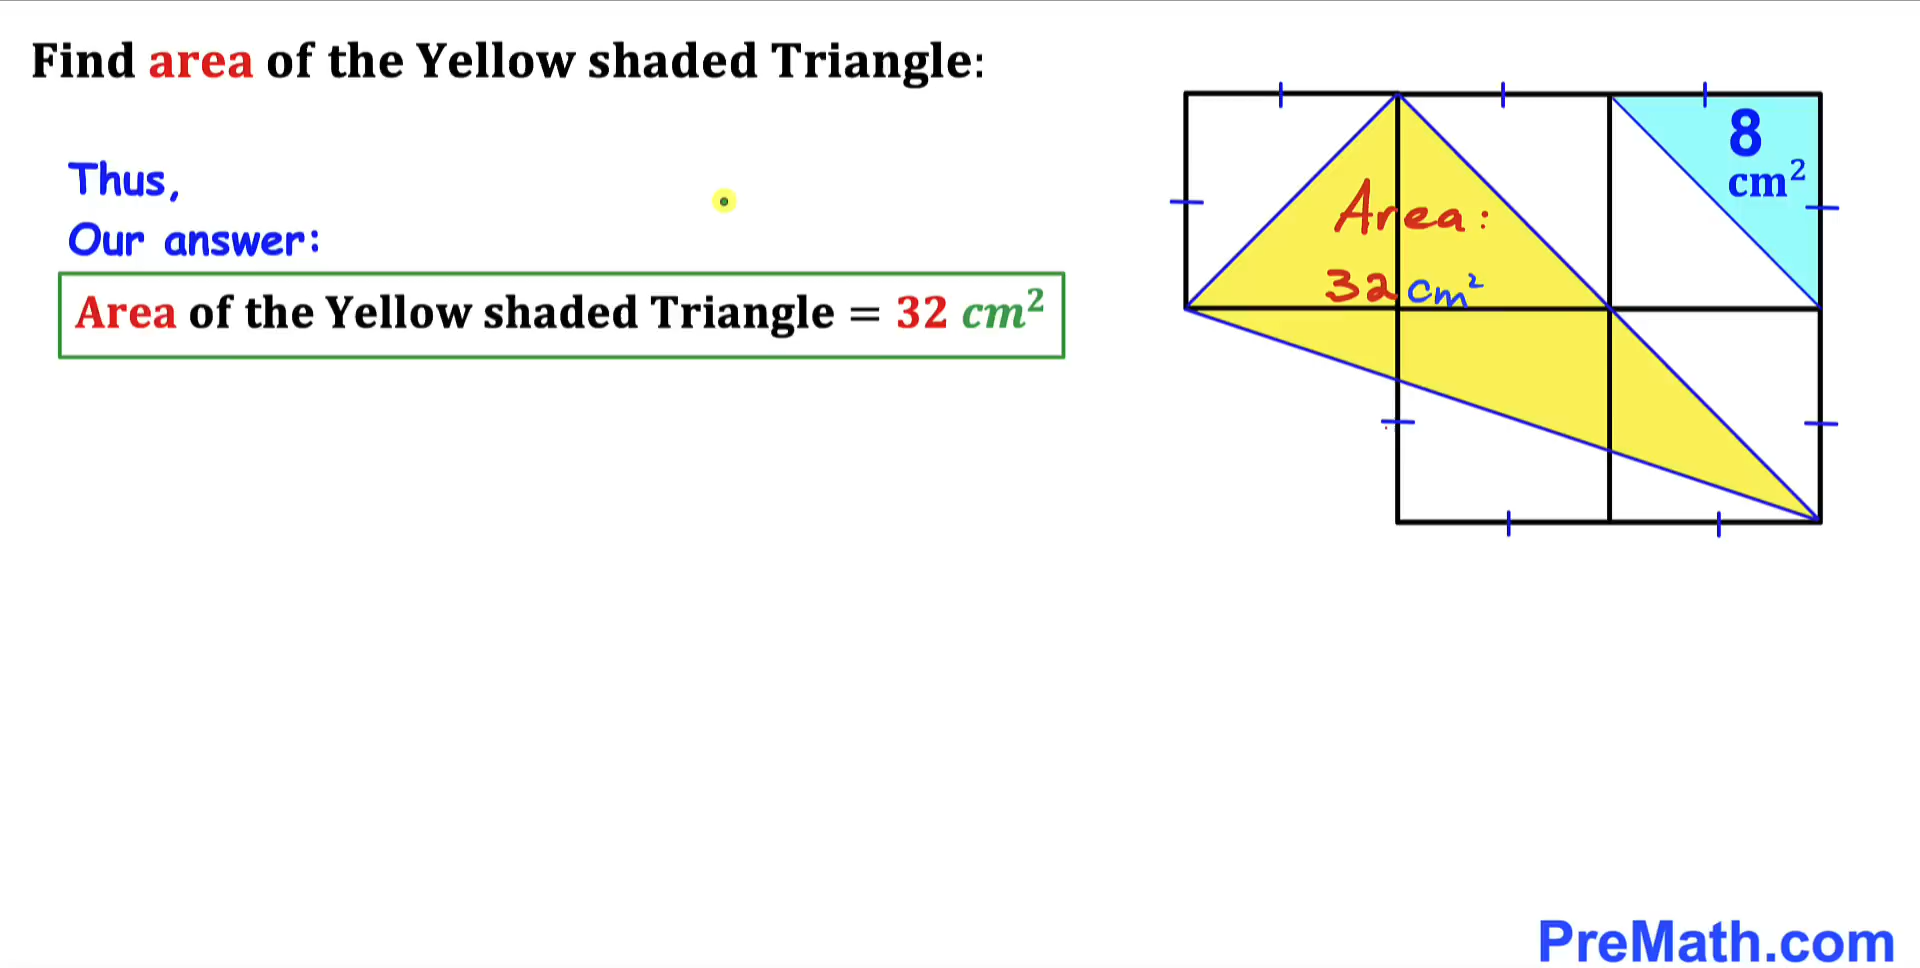 Find area of the Yellow shaded Triangle:
Thus,
Our answer:
Area of the Yellow shaded Triangle = 32 cm²
8
cm²
Area:
32 cm²
PreMath.com